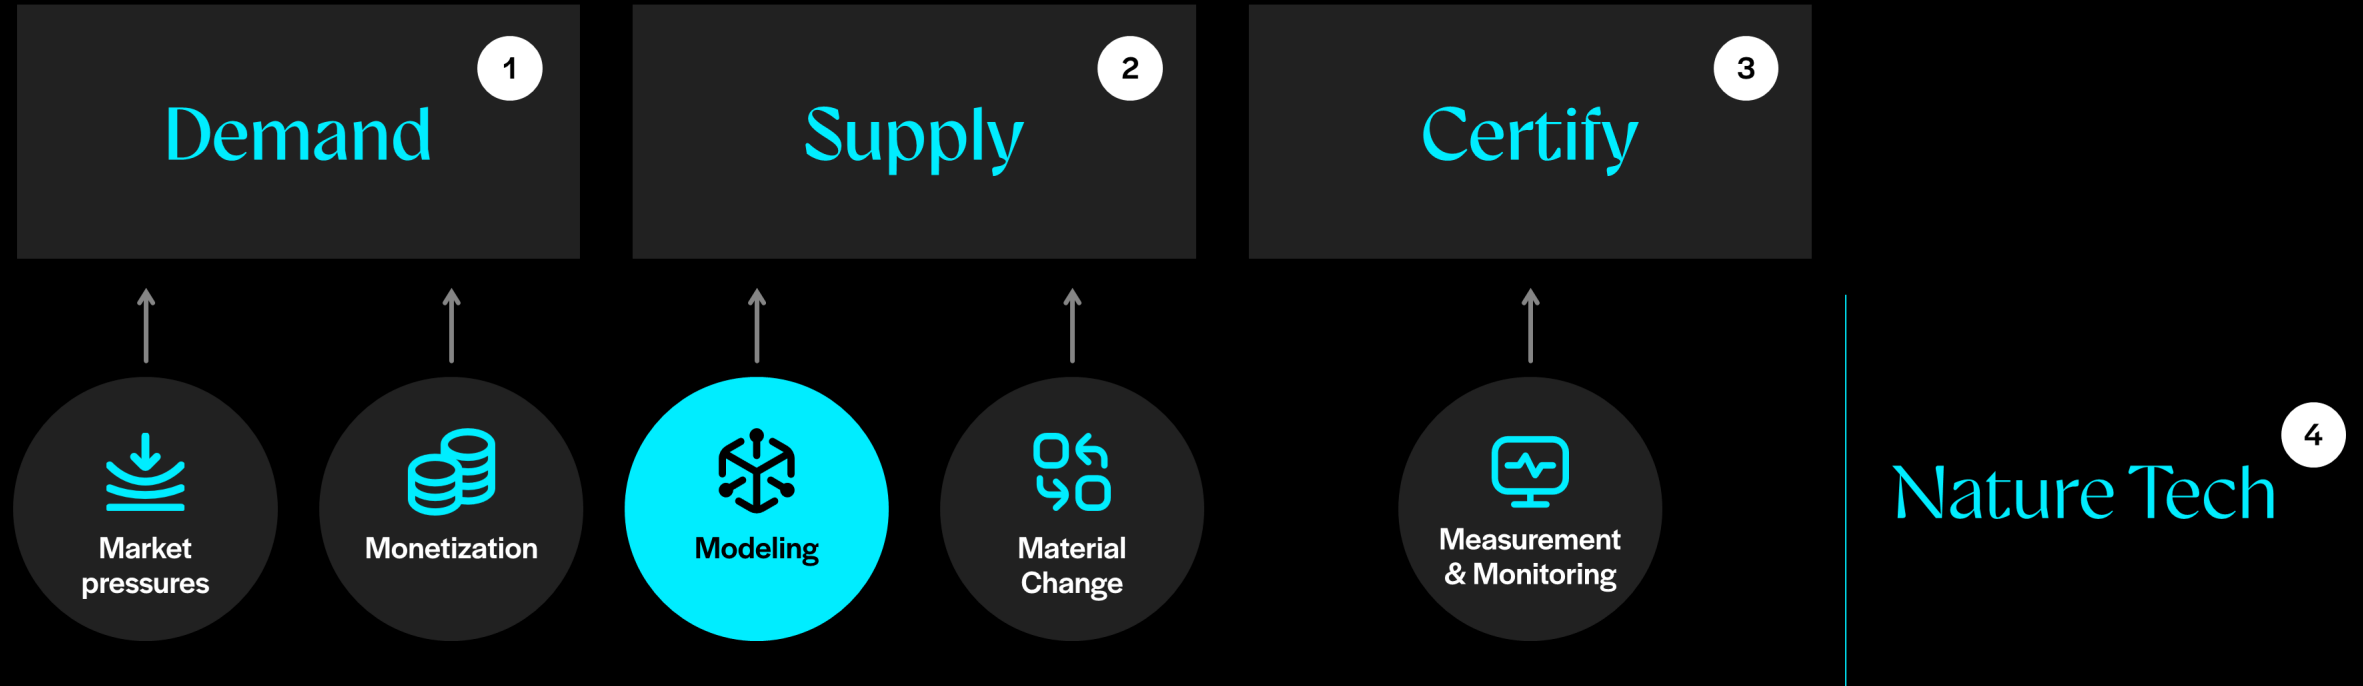 1
Demand
2
Supply
3
Certify
Market
pressures
Monetization
Modeling
Material
Change
Measurement
& Monitoring
4
Nature Tech